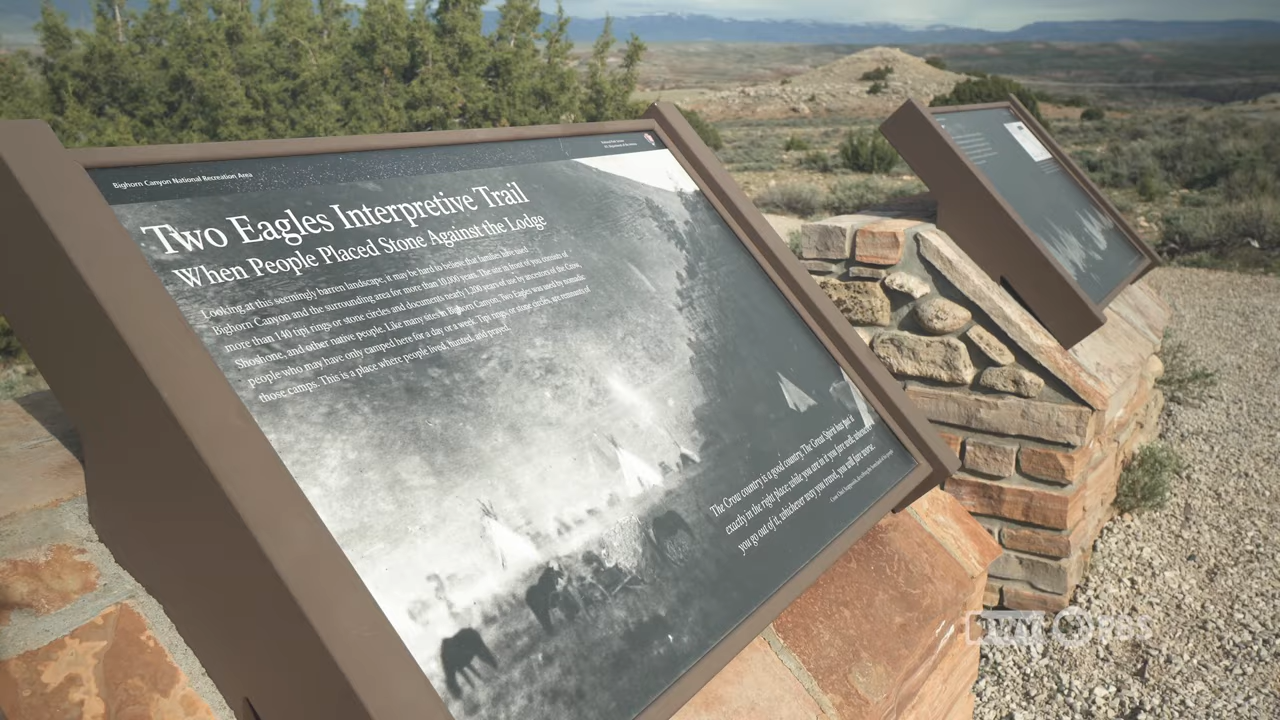 Bighorn Canyon National Recreation Area
Two Eagles Interpretive Trail
When People Placed Stone Against the Lodge
Looking at this seemingly barren landscape, it may be hard to believe that families have used
Bighorn Canyon and the surrounding area for more than 10,000 years. The site in front of you consists of
more than 140 tipi rings or stone circles and documents nearly 1,200 years of use by ancestors of the Crow,
Shoshone, and other native people. Like many sites in Bighorn Canyon, Two Eagles was used by nomadic
people who may have only camped here for a day or a week. Tipi rings, or stone circles, are remnants of
those camps. This is a place where people lived, hunted, and prayed.
The Crow country is a good country. The Great Spirit has put it
exactly in the right place; while you are in it you fare well; whenever
you go out of it, whichever way you travel, you will fare worse.
PBS